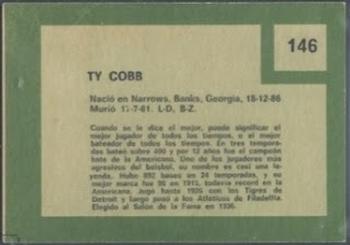 146
TY COBB
Nació en Narrows, Banks, Georgia, 18-12-86
Murió 17-7-61. L-D, B-Z.
Cuando se le dice el mejor, puede significar el
mejor jugador de todos los tiempos, o el mejor
bateador de todos los tiempos. En tres tempora-
das bateó sobre 400 y por 12 años fue el campeón
bate de la Americana. Uno de los jugadores más
agresivos del beisbol, su nombre es casi una le-
yenda. Hubo 892 bases en 24 temporadas, y su
mejor marca fue 96 en 1915, todavía record en la
Americana. Jugó hasta 1926 con los Tigres de
Detroit y luego pasó a los Atléticos de Filadelfia.
Elegido al Salón de la Fama en 1936.